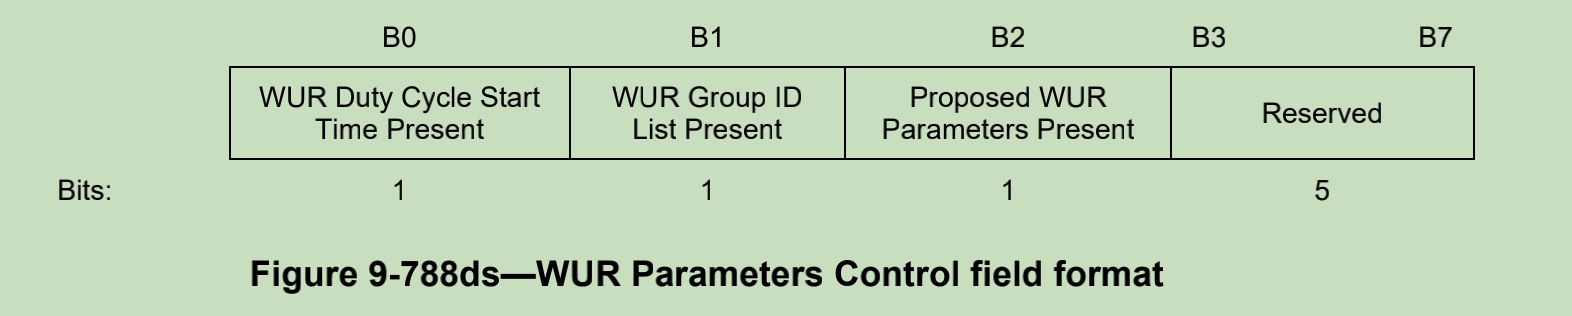 B0 B1 B2 B3 B7
WUR Duty Cycle Start
Time Present
WUR Group ID
List Present
Proposed WUR
Parameters Present
Reserved
Bits: 1 1 1 5
Figure 9-788ds—WUR Parameters Control field format